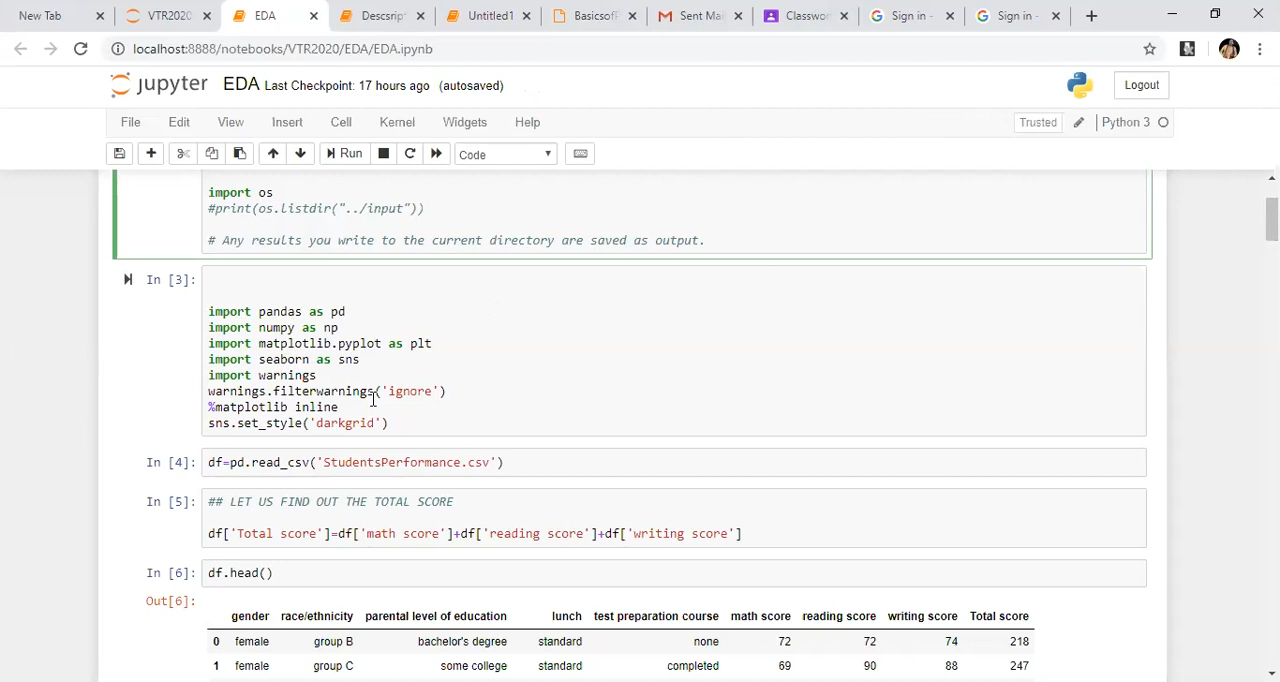 New Tab
VTR2020
EDA
Descript
Untitled1
BasicsofP
Sent Mai
Classwor
Sign in -
Sign in -
localhost:8888/notebooks/VTR2020/EDA/EDA.ipynb
jupyter EDA Last Checkpoint: 17 hours ago (autosaved)
Logout
File Edit View Insert Cell Kernel Widgets Help
Trusted Python 3
Run Code
import os
#print(os.listdir("../input"))
# Any results you write to the current directory are saved as output.
In [3]:
import pandas as pd
import numpy as np
import matplotlib.pyplot as plt
import seaborn as sns
import warnings
warnings.filterwarnings('ignore')
%matplotlib inline
sns.set_style('darkgrid')
In [4]: df=pd.read_csv('StudentsPerformance.csv')
In [5]: ## LET US FIND OUT THE TOTAL SCORE
df['Total score']=df['math score']+df['reading score']+df['writing score']
In [6]: df.head()
Out[6]:
gender race/ethnicity parental level of education lunch test preparation course math score reading score writing score Total score
0 female group B bachelor's degree standard none 72 72 74 218
1 female group C some college standard completed 69 90 88 247